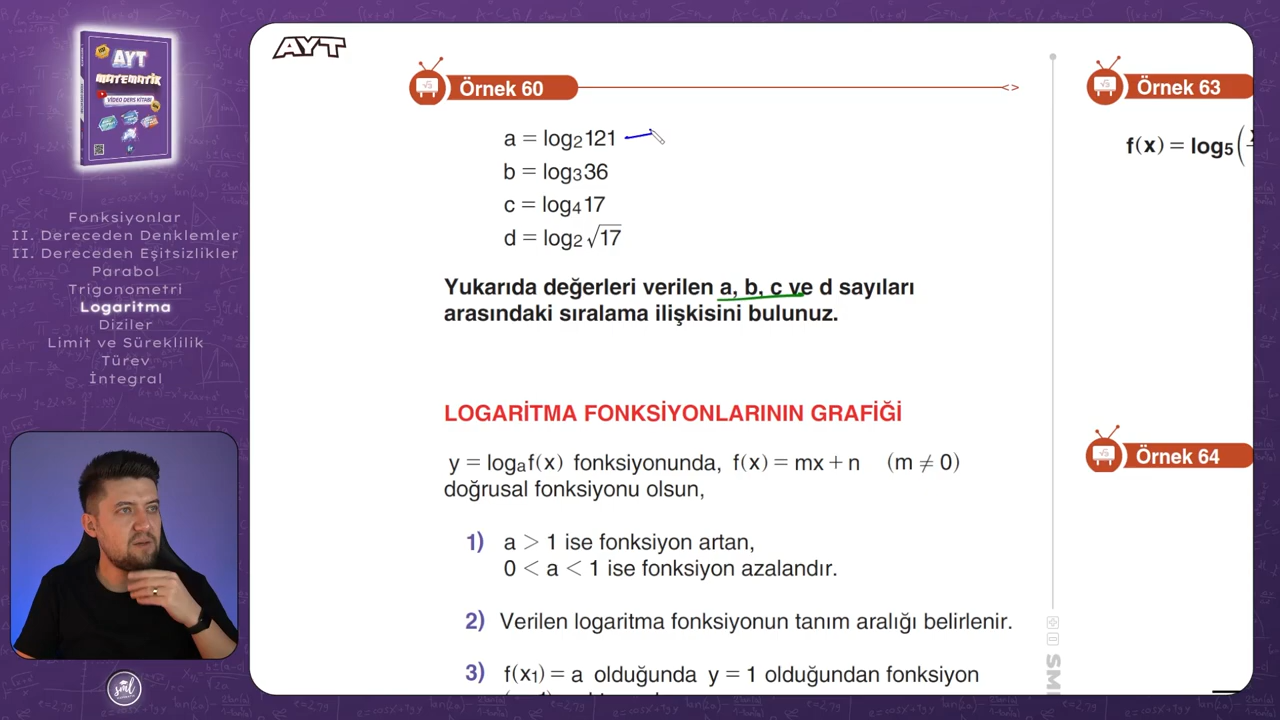 AYT
MATEMATİK
VİDEO DERS KİTABI
Fonksiyonlar
II. Dereceden Denklemler
II. Dereceden Eşitsizlikler
Parabol
Trigonometri
Logaritma
Diziler
Limit ve Süreklilik
Türev
İntegral
sml
AYT
Örnek 60
a = log₂121
b = log₃36
c = log₄17
d = log₂√17
Yukarıda değerleri verilen a, b, c ve d sayıları
arasındaki sıralama ilişkisini bulunuz.
LOGARİTMA FONKSİYONLARININ GRAFİĞİ
y = logₐf(x) fonksiyonunda, f(x) = mx + n (m ≠ 0)
doğrusal fonksiyonu olsun,
1) a > 1 ise fonksiyon artan,
0 < a < 1 ise fonksiyon azalandır.
2) Verilen logaritma fonksiyonun tanım aralığı belirlenir.
3) f(x₁) = a olduğunda y = 1 olduğundan fonksiyon
SM
Örnek 63
f(x) = log₅(
Örnek 64